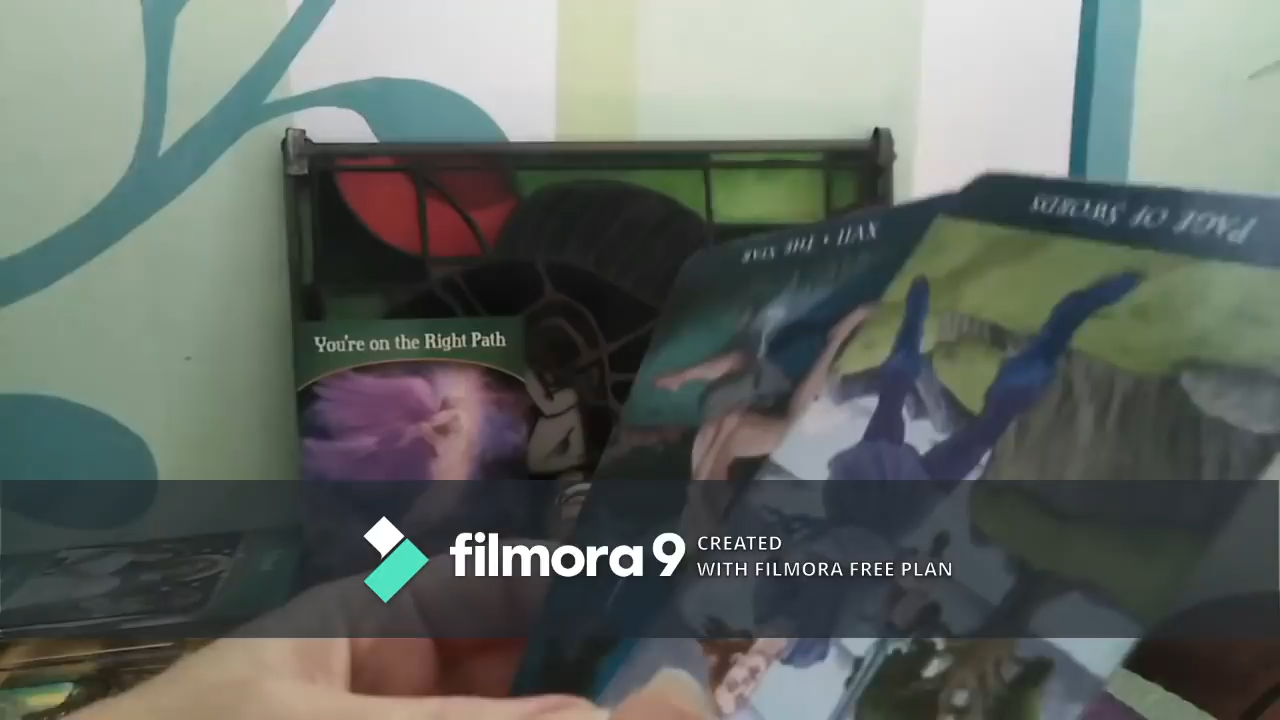 PAGE OF SWORDS
XVII • THE STAR
You're on the Right Path
filmora9 CREATED
WITH FILMORA FREE PLAN